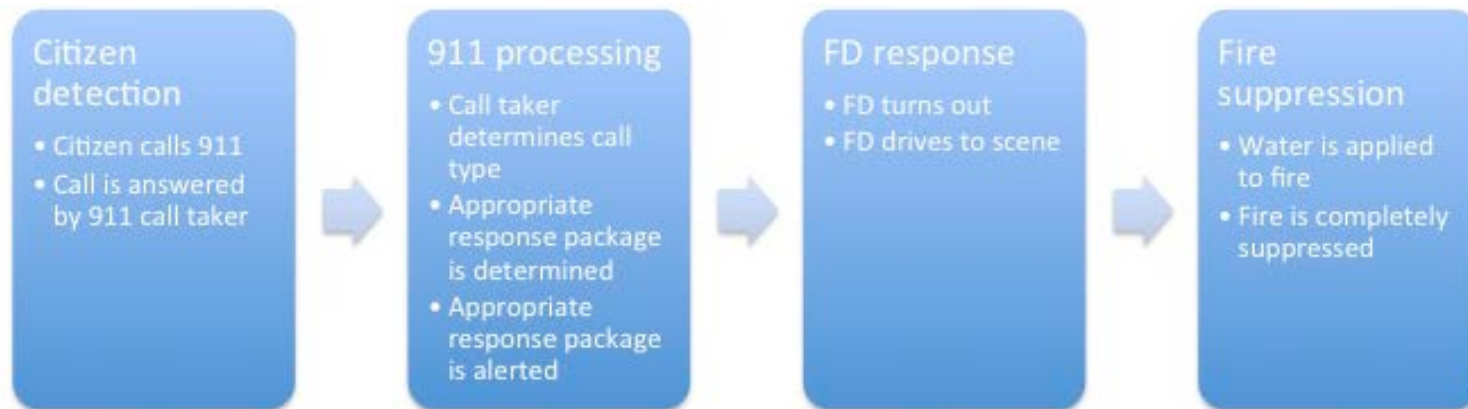 Citizen
detection
• Citizen calls 911
• Call is answered
by 911 call taker
911 processing
• Call taker
determines call
type
• Appropriate
response package
is determined
• Appropriate
response package
is alerted
FD response
• FD turns out
• FD drives to scene
Fire
suppression
• Water is applied
to fire
• Fire is completely
suppressed